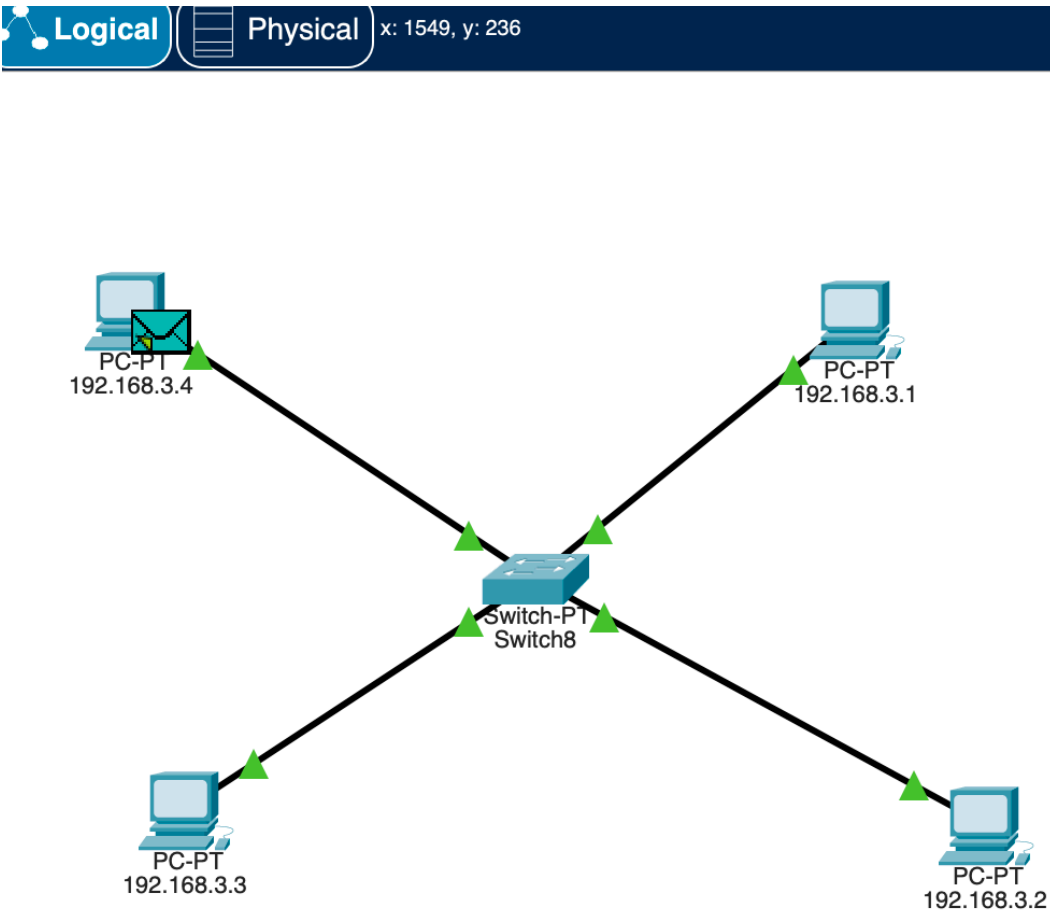 Logical
Physical
x: 1549, y: 236
PC-PT
192.168.3.4
PC-PT
192.168.3.1
Switch-PT
Switch8
PC-PT
192.168.3.3
PC-PT
192.168.3.2